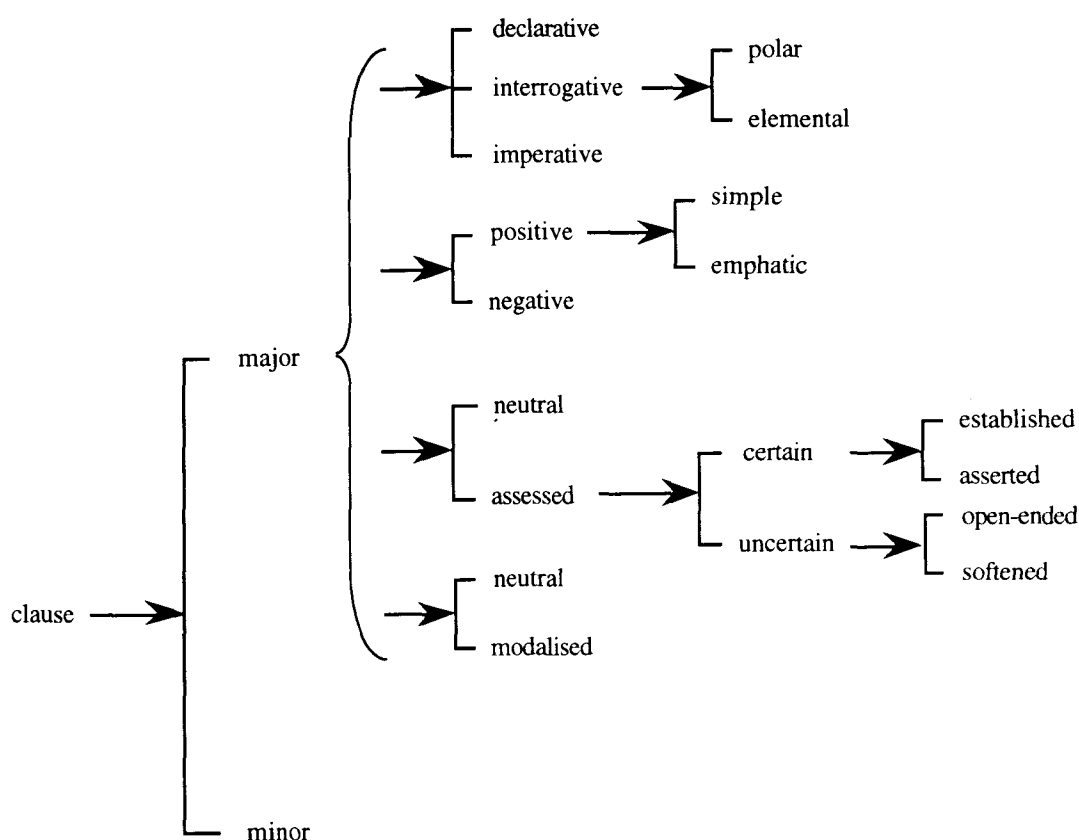 declarative
polar
interrogative
elemental
imperative
simple
positive
emphatic
negative
major
neutral
established
certain
asserted
assessed
open-ended
uncertain
softened
neutral
clause
modalised
minor